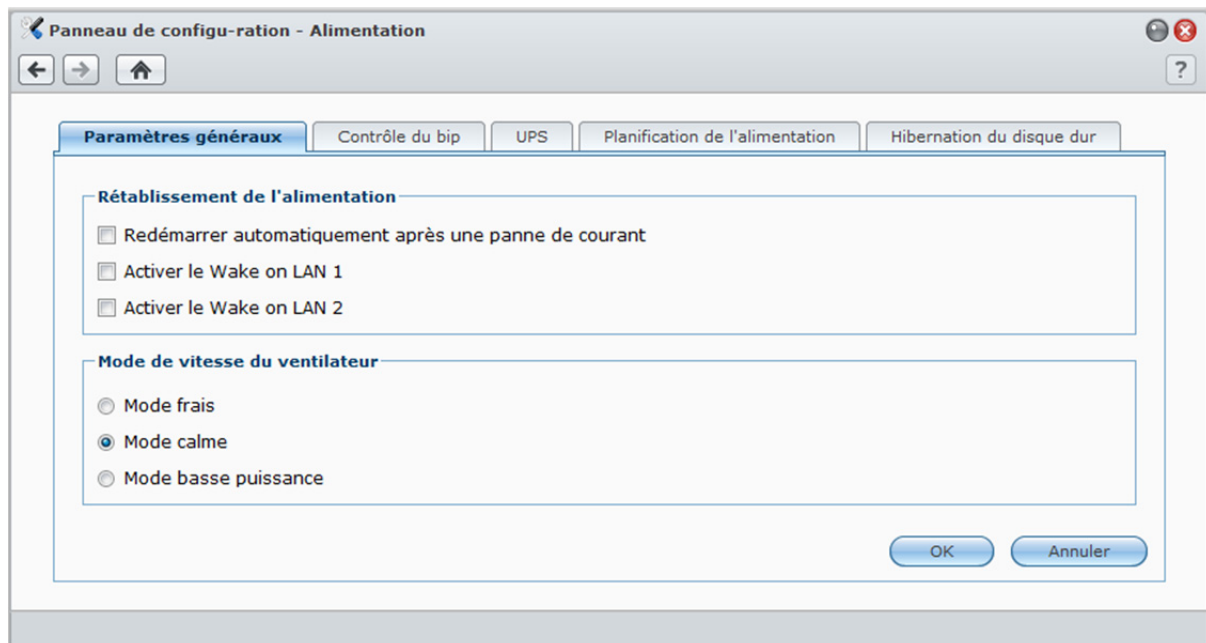 Panneau de configu-ration - Alimentation
?
Paramètres généraux Contrôle du bip UPS Planification de l'alimentation Hibernation du disque dur
Rétablissement de l'alimentation
Redémarrer automatiquement après une panne de courant
Activer le Wake on LAN 1
Activer le Wake on LAN 2
Mode de vitesse du ventilateur
Mode frais
Mode calme
Mode basse puissance
OK Annuler